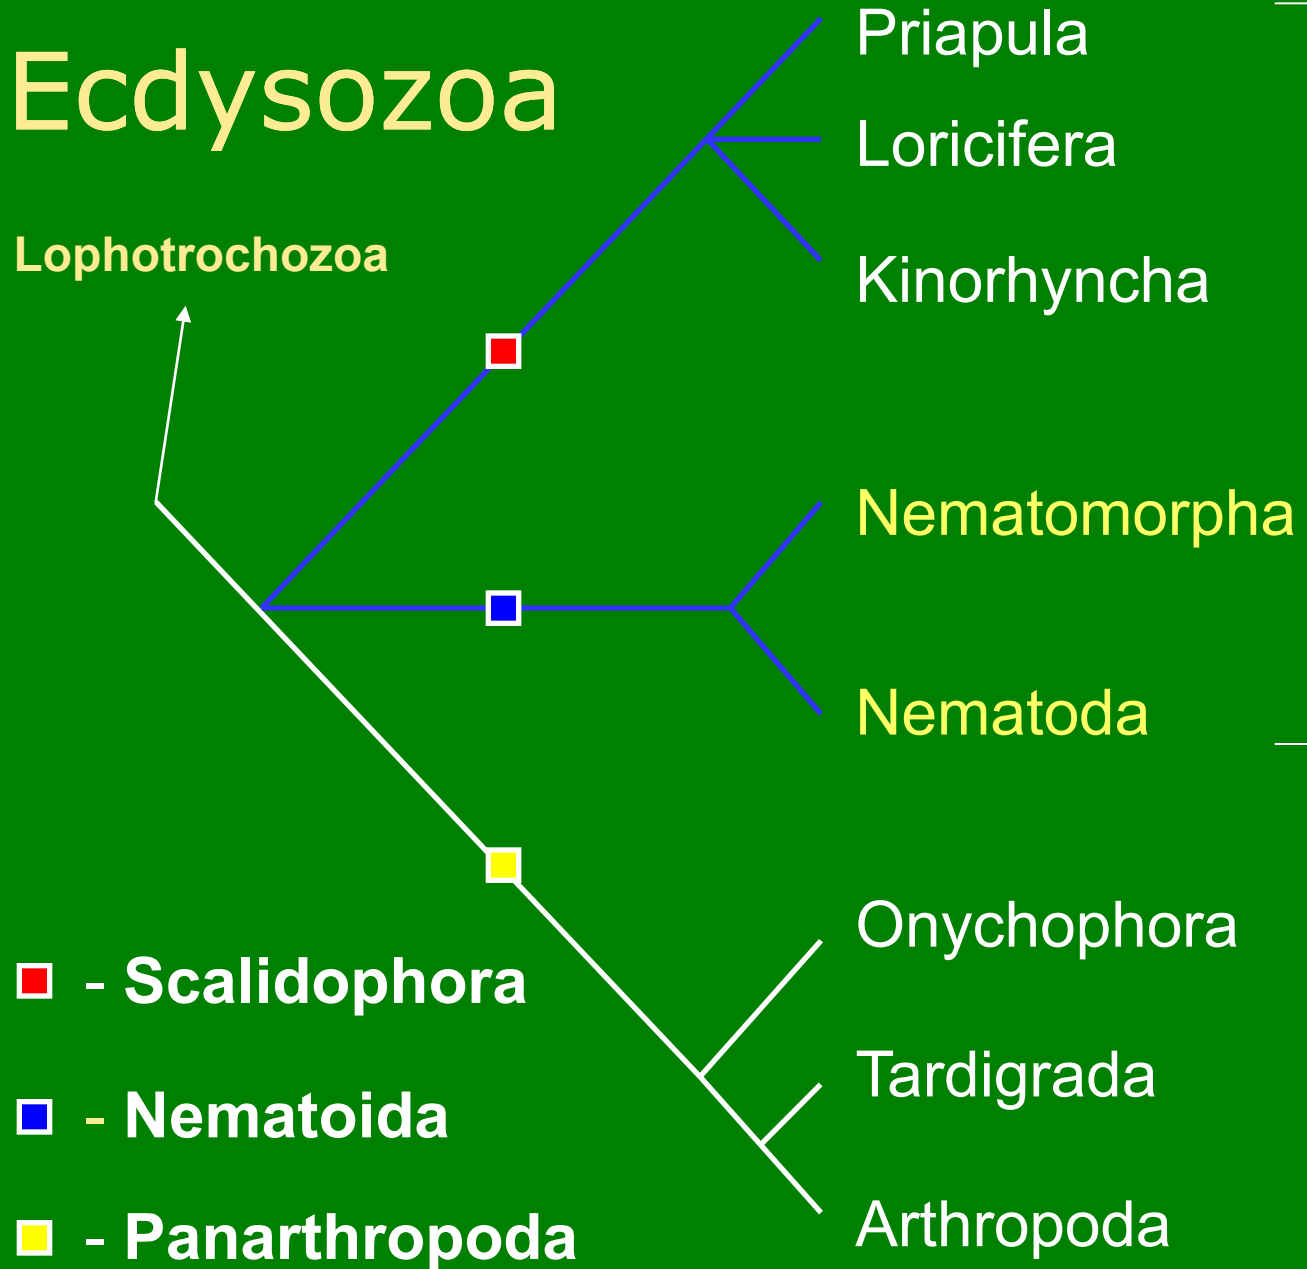 Ecdysozoa
Lophotrochozoa
Priapula
Loricifera
Kinorhyncha
Nematomorpha
Nematoda
Onychophora
Tardigrada
Arthropoda
- Scalidophora
- Nematoida
- Panarthropoda